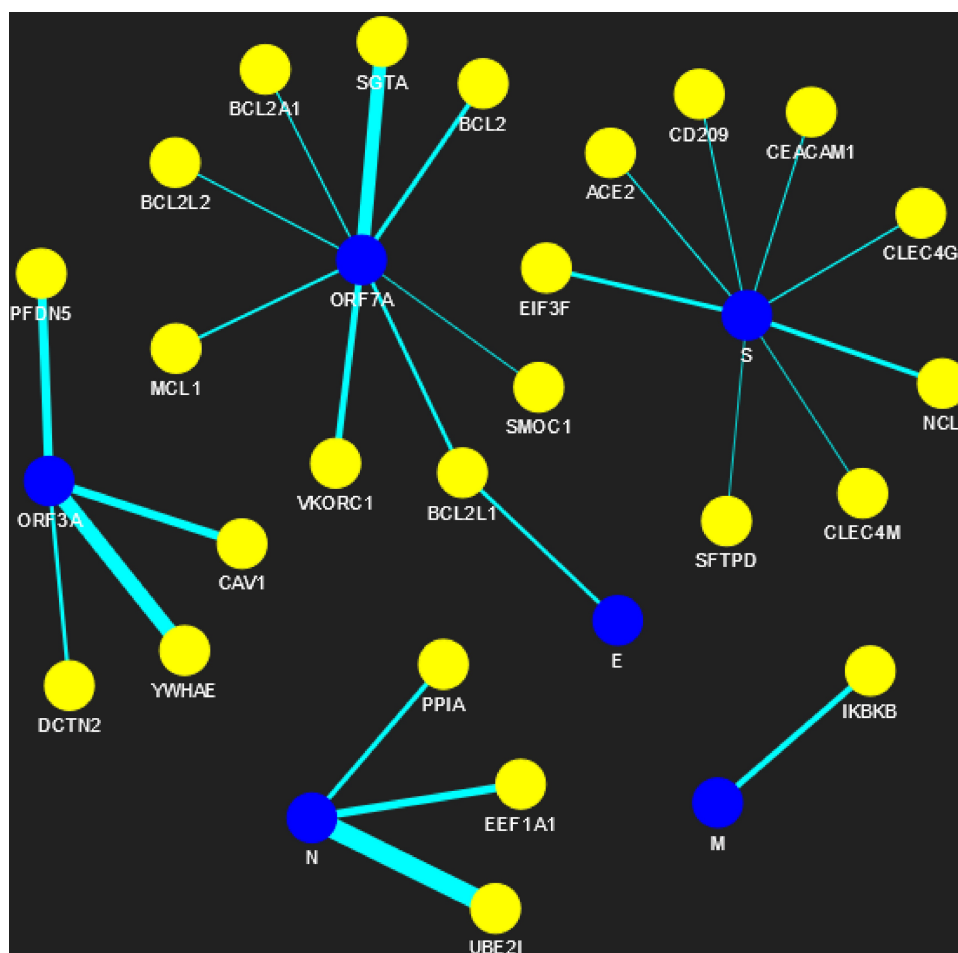 SGTA
BCL2A1
BCL2
CD209
CEACAM1
BCL2L2
ACE2
CLEC4G
ORF7A
EIF3F
PFDN5
S
MCL1
SMOC1
NCL
VKORC1
BCL2L1
ORF3A
CLEC4M
SFTPD
CAV1
E
YWHAE
PPIA
IKBKB
DCTN2
EEF1A1
M
N